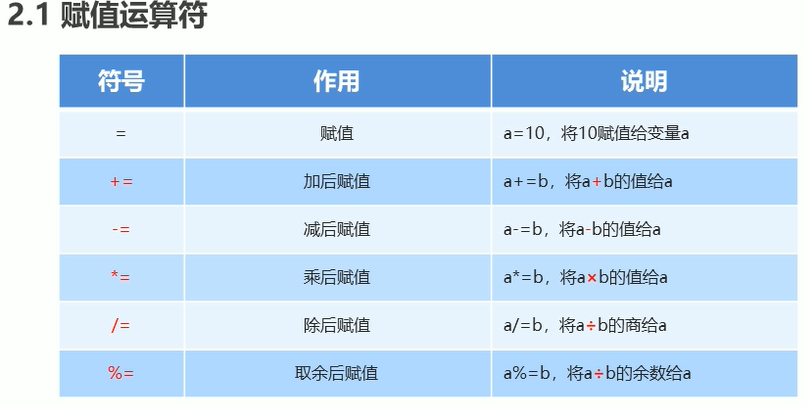 2.1 赋值运算符
符号 作用 说明
= 赋值 a=10，将10赋值给变量a
+= 加后赋值 a+=b，将a+b的值给a
-= 减后赋值 a-=b，将a-b的值给a
*= 乘后赋值 a*=b，将a×b的值给a
/= 除后赋值 a/=b，将a÷b的商给a
%= 取余后赋值 a%=b，将a÷b的余数给a